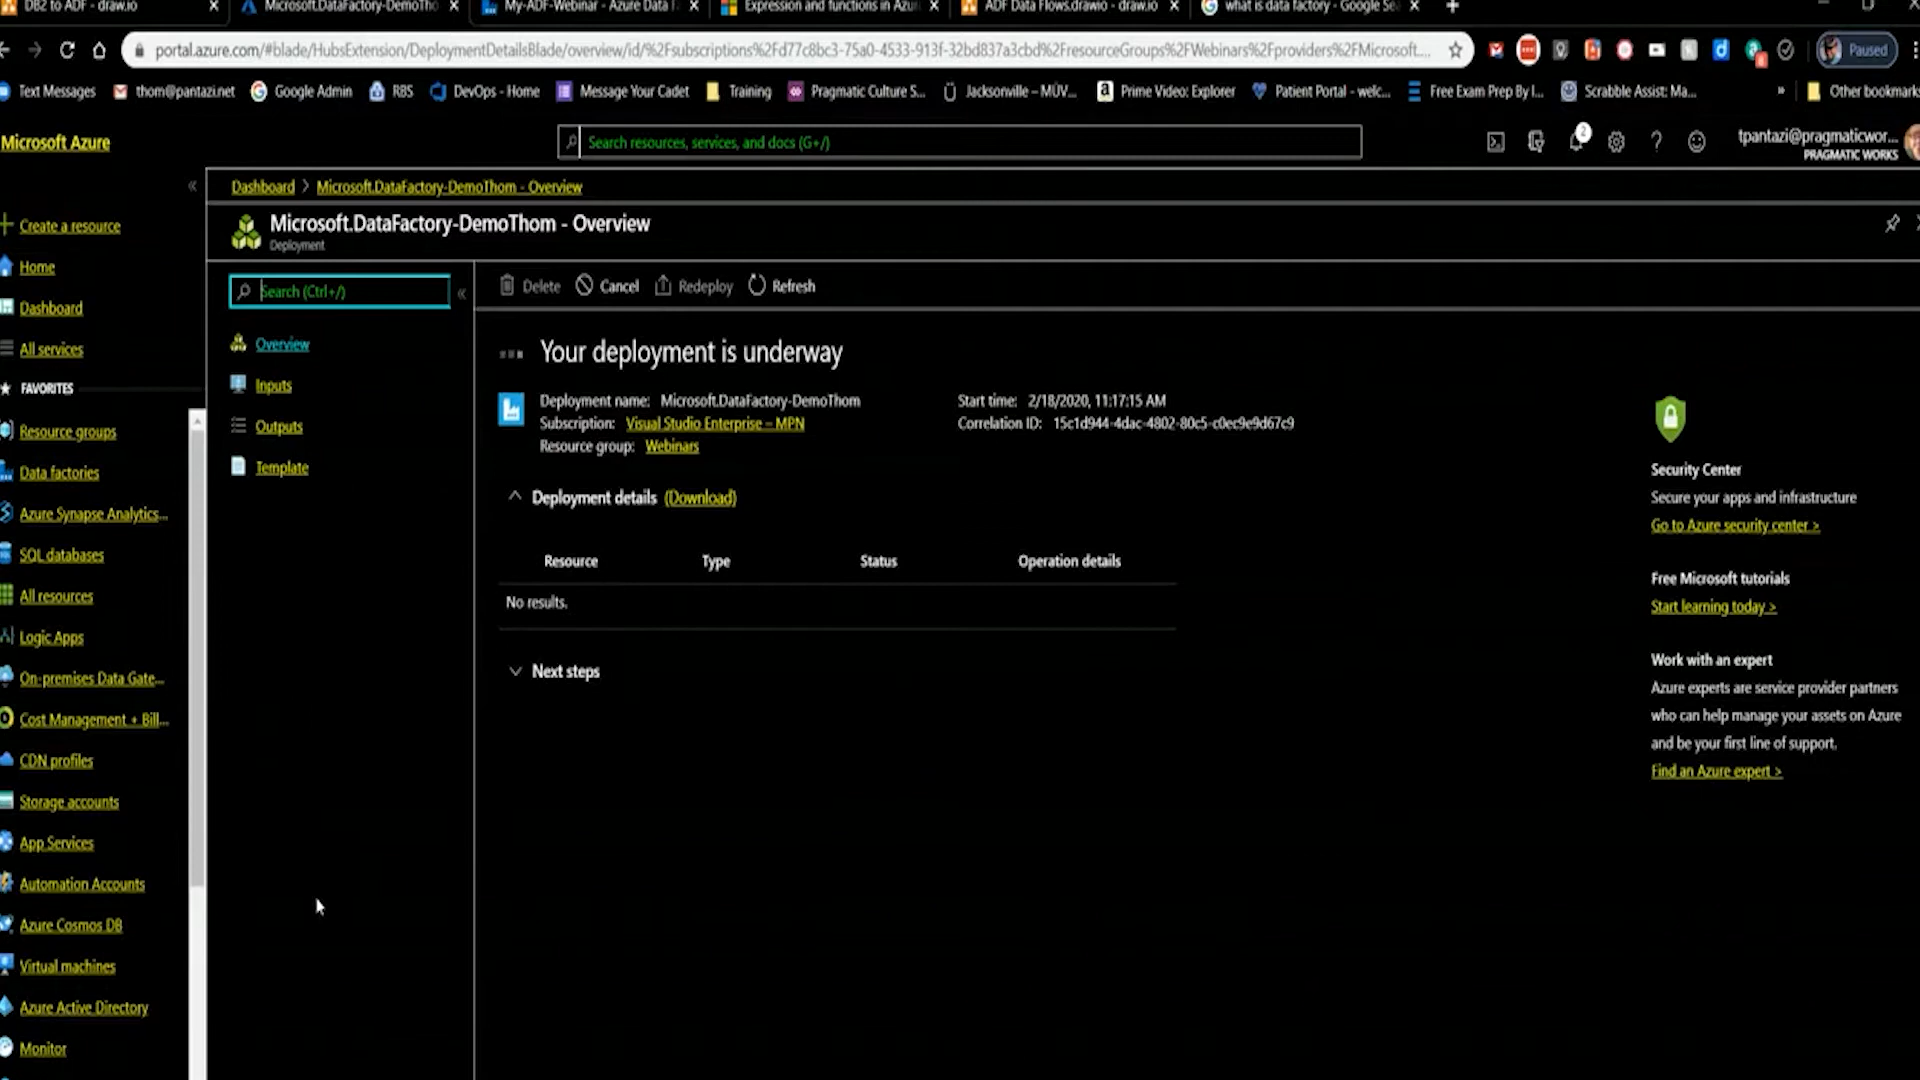 DB2 to ADF - draw.io
Microsoft.DataFactory-DemoTho
My-ADF-Webinar - Azure Data F
Expression and functions in Azur
ADF Data Flows.drawio - draw.io
what is data factory - Google Se
portal.azure.com/#blade/HubsExtension/DeploymentDetailsBlade/overview/id/%2Fsubscriptions%2Fd77c8bc3-75a0-4533-913f-32bd837a3cbd%2FresourceGroups%2FWebinars%2Fproviders%2FMicrosoft....
Paused
Text Messages
thom@pantazi.net
Google Admin
RBS
DevOps - Home
Message Your Cadet
Training
Pragmatic Culture S...
Jacksonville – MÜV...
Prime Video: Explorer
Patient Portal - welc...
Free Exam Prep By I...
Scrabble Assist: Ma...
»
Other bookmarks
Microsoft Azure
Search resources, services, and docs (G+/)
2
tpantazi@pragmaticwor...
PRAGMATIC WORKS
Dashboard > Microsoft.DataFactory-DemoThom - Overview
Microsoft.DataFactory-DemoThom - Overview
Deployment
Create a resource
Home
Dashboard
All services
FAVORITES
Resource groups
Data factories
Azure Synapse Analytics...
SQL databases
All resources
Logic Apps
On-premises Data Gate...
Cost Management + Bill...
CDN profiles
Storage accounts
App Services
Automation Accounts
Azure Cosmos DB
Virtual machines
Azure Active Directory
Monitor
Search (Ctrl+/)
Overview
Inputs
Outputs
Template
Delete
Cancel
Redeploy
Refresh
Your deployment is underway
Deployment name: Microsoft.DataFactory-DemoThom
Subscription: Visual Studio Enterprise – MPN
Resource group: Webinars
Start time: 2/18/2020, 11:17:15 AM
Correlation ID: 15c1d944-4dac-4802-80c5-c0ec9e9d67c9
Deployment details (Download)
Resource Type Status Operation details
No results.
Next steps
Security Center
Secure your apps and infrastructure
Go to Azure security center >
Free Microsoft tutorials
Start learning today >
Work with an expert
Azure experts are service provider partners
who can help manage your assets on Azure
and be your first line of support.
Find an Azure expert >